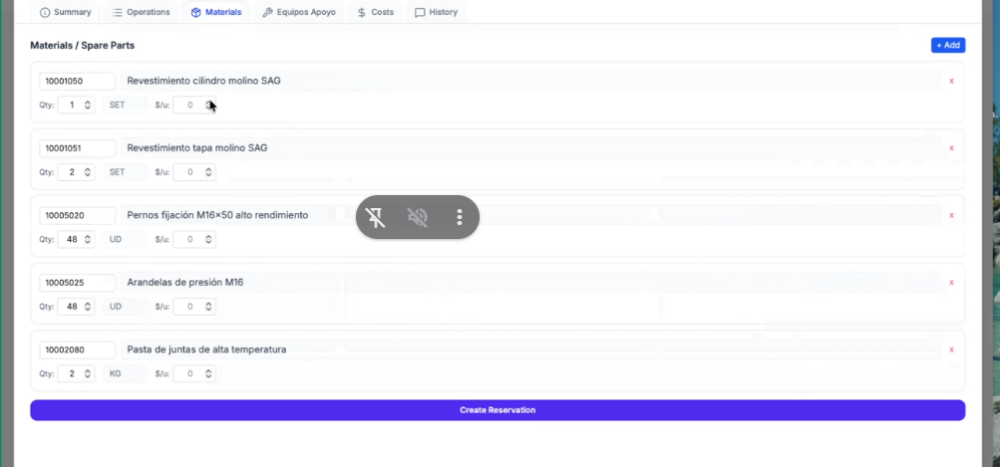 Summary Operations Materials Equipos Apoyo $ Costs History
Materials / Spare Parts + Add
10001050 Revestimiento cilindro molino SAG x
Qty: 1 SET $/u: 0
10001051 Revestimiento tapa molino SAG x
Qty: 2 SET $/u: 0
10005020 Pernos fijación M16×50 alto rendimiento x
Qty: 48 UD $/u: 0
10005025 Arandelas de presión M16 x
Qty: 48 UD $/u: 0
10002080 Pasta de juntas de alta temperatura x
Qty: 2 KG $/u: 0
Create Reservation